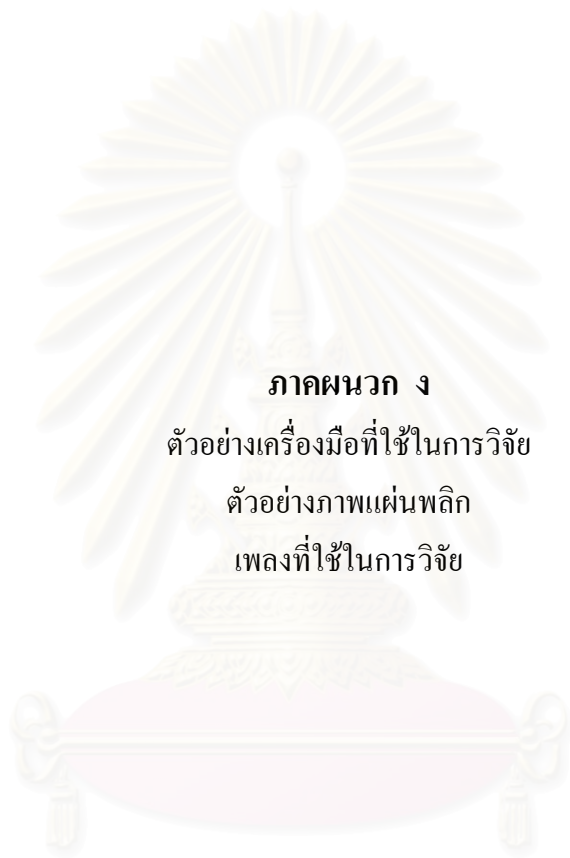 ภาคผนวก ง
ตัวอย่างเครื่องมือที่ใช้ในการวิจัย
ตัวอย่างภาพแผ่นพลิก
เพลงที่ใช้ในการวิจัย